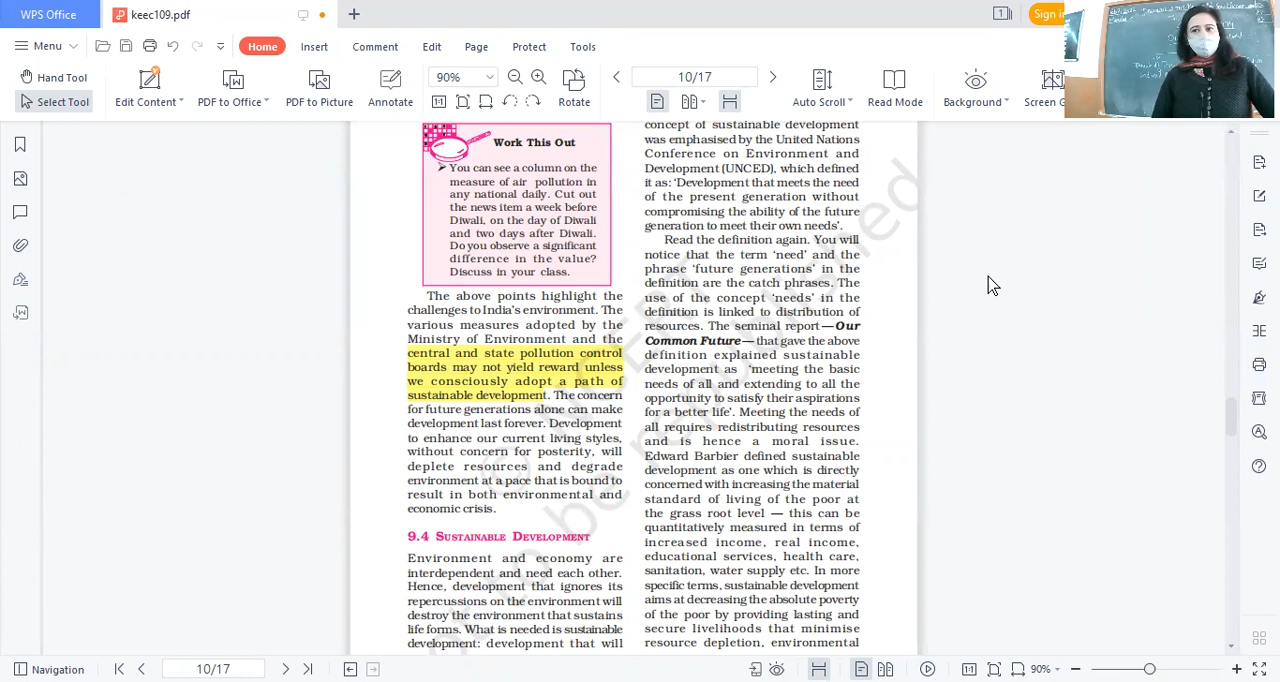 WPS Office
keec109.pdf
1
Sign in
Menu
Home
Insert
Comment
Edit
Page
Protect
Tools
Hand Tool
Select Tool
Edit Content
PDF to Office
PDF to Picture
Annotate
90%
Rotate
10/17
Auto Scroll
Read Mode
Background
Screen G
Work This Out
You can see a column on the
measure of air pollution in
any national daily. Cut out
the news item a week before
Diwali, on the day of Diwali
and two days after Diwali.
Do you observe a significant
difference in the value?
Discuss in your class.
The above points highlight the
challenges to India's environment. The
various measures adopted by the
Ministry of Environment and the
central and state pollution control
boards may not yield reward unless
we consciously adopt a path of
sustainable development. The concern
for future generations alone can make
development last forever. Development
to enhance our current living styles,
without concern for posterity, will
deplete resources and degrade
environment at a pace that is bound to
result in both environmental and
economic crisis.
9.4 SUSTAINABLE DEVELOPMENT
Environment and economy are
interdependent and need each other.
Hence, development that ignores its
repercussions on the environment will
destroy the environment that sustains
life forms. What is needed is sustainable
development: development that will
concept of sustainable development
was emphasised by the United Nations
Conference on Environment and
Development (UNCED), which defined
it as: 'Development that meets the need
of the present generation without
compromising the ability of the future
generation to meet their own needs'.
Read the definition again. You will
notice that the term 'need' and the
phrase 'future generations' in the
definition are the catch phrases. The
use of the concept 'needs' in the
definition is linked to distribution of
resources. The seminal report—Our
Common Future—that gave the above
definition explained sustainable
development as 'meeting the basic
needs of all and extending to all the
opportunity to satisfy their aspirations
for a better life'. Meeting the needs of
all requires redistributing resources
and is hence a moral issue.
Edward Barbier defined sustainable
development as one which is directly
concerned with increasing the material
standard of living of the poor at
the grass root level — this can be
quantitatively measured in terms of
increased income, real income,
educational services, health care,
sanitation, water supply etc. In more
specific terms, sustainable development
aims at decreasing the absolute poverty
of the poor by providing lasting and
secure livelihoods that minimise
resource depletion, environmental
© NCERT
not to be republished
Navigation
10/17
90%